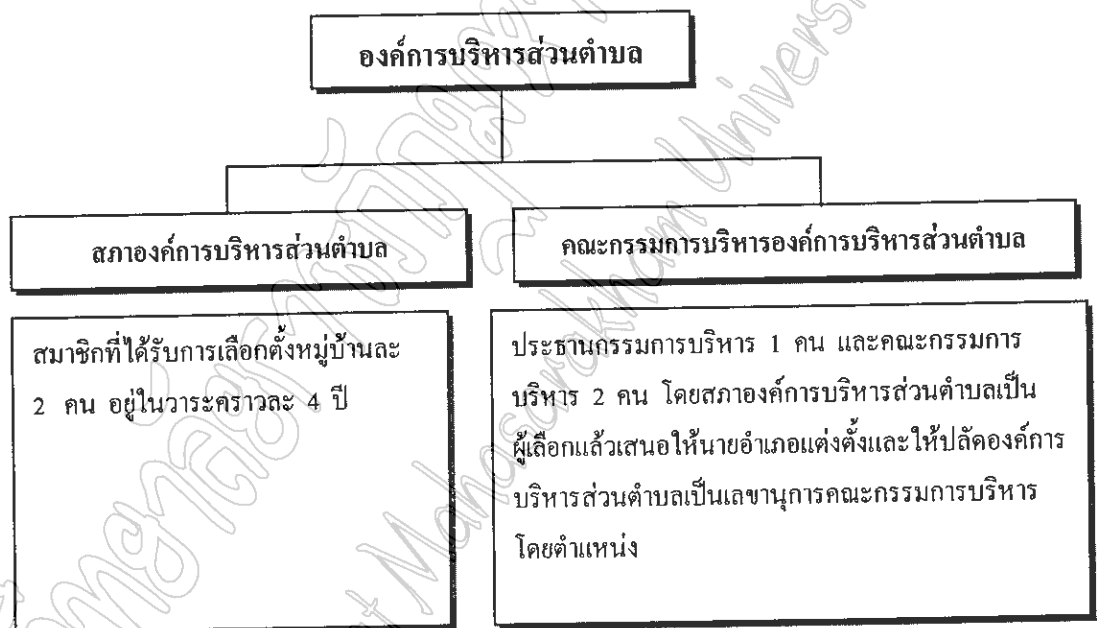 องค์การบริหารส่วนตำบล
สภาองค์การบริหารส่วนตำบล
คณะกรรมการบริหารองค์การบริหารส่วนตำบล
สมาชิกที่ได้รับการเลือกตั้งหมู่บ้านละ
2 คน อยู่ในวาระคราวละ 4 ปี
ประธานกรรมการบริหาร 1 คน และคณะกรรมการ
บริหาร 2 คน โดยสภาองค์การบริหารส่วนตำบลเป็น
ผู้เลือกแล้วเสนอให้นายอำเภอแต่งตั้งและให้ปลัดองค์การ
บริหารส่วนตำบลเป็นเลขานุการคณะกรรมการบริหาร
โดยตำแหน่ง
Mahasarakham University